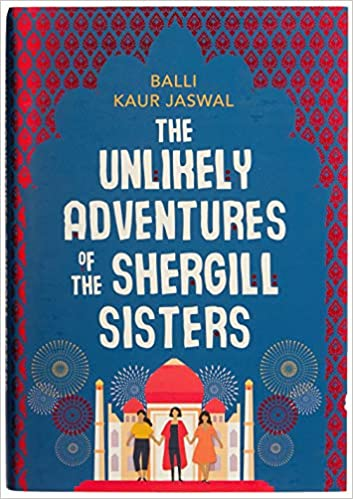 BALLI
KAUR JASWAL
THE
UNLIKELY
ADVENTURES
OF THE SHERGILL
SISTERS